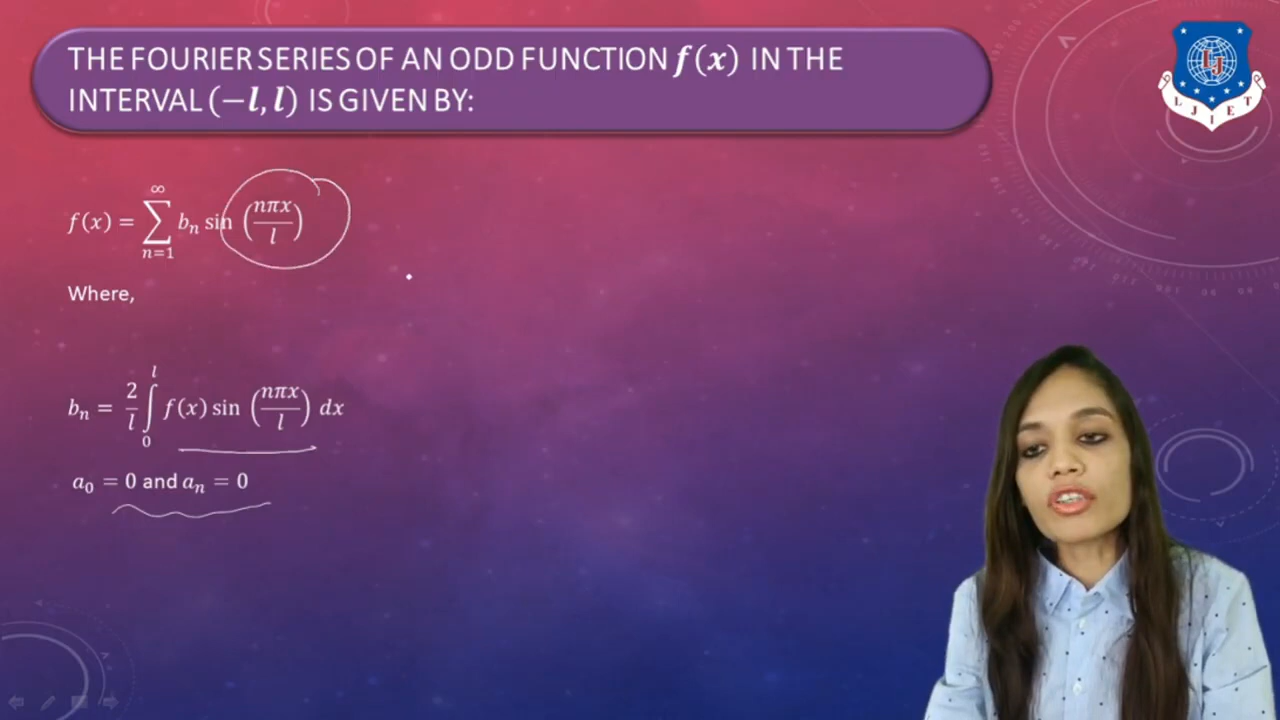 THE FOURIER SERIES OF AN ODD FUNCTION f(x) IN THE
INTERVAL (−l, l) IS GIVEN BY:
LJIET
f(x) = ∑_{n=1}^{∞} b_n sin (nπx/l)
Where,
b_n = 2/l ∫_0^l f(x) sin (nπx/l) dx
a_0 = 0 and a_n = 0